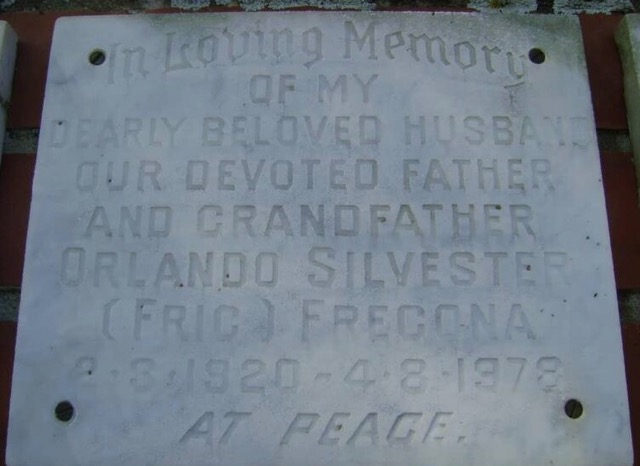 In Loving Memory
OF MY
DEARLY BELOVED HUSBAND
OUR DEVOTED FATHER
AND GRANDFATHER
ORLANDO SILVESTER
FREGONA
2·3·1920 - 4·8·1978
AT PEACE.